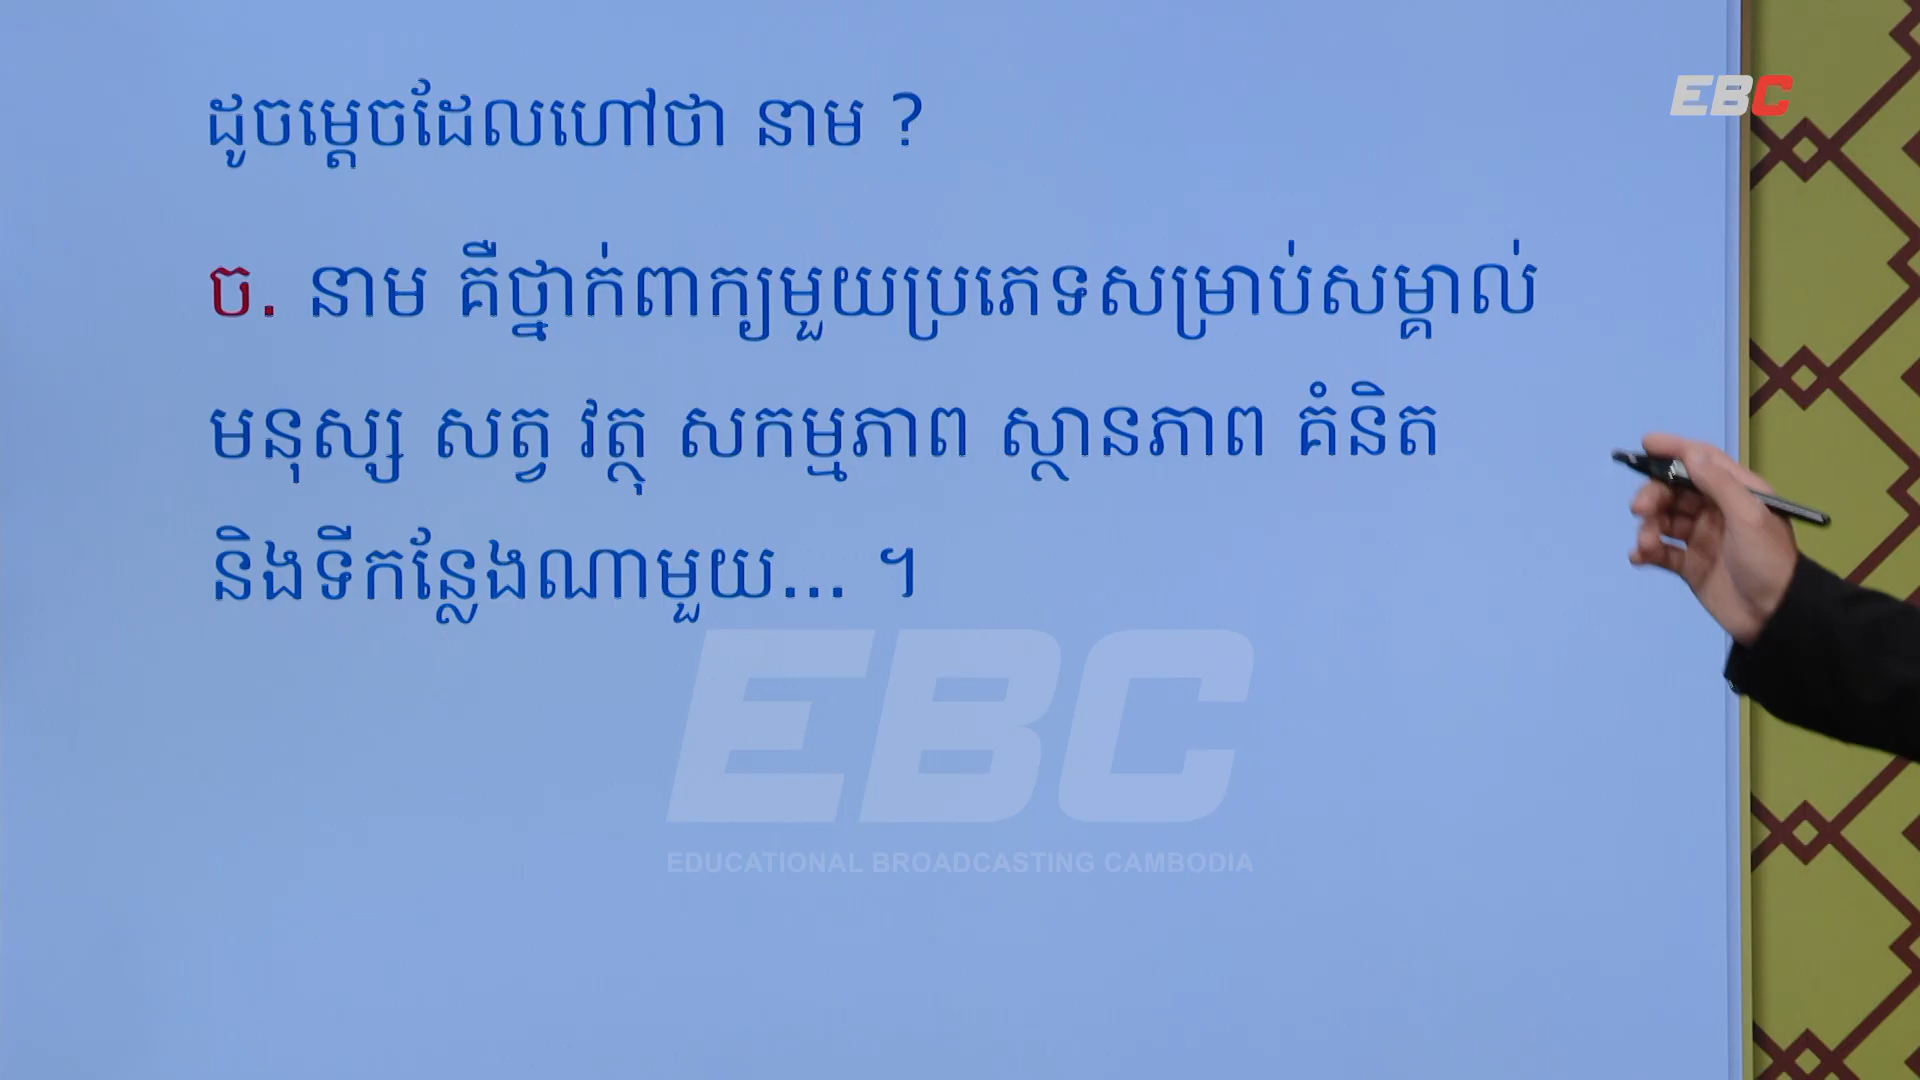 EBC
ដូចម្ដេចដែលហៅថា នាម ?
ច. នាម គឺថ្នាក់ពាក្យមួយប្រភេទសម្រាប់សម្គាល់
មនុស្ស សត្វ វត្ថុ សកម្មភាព ស្ថានភាព គំនិត
និងទីកន្លែងណាមួយ... ។
EBC
EDUCATIONAL BROADCASTING CAMBODIA